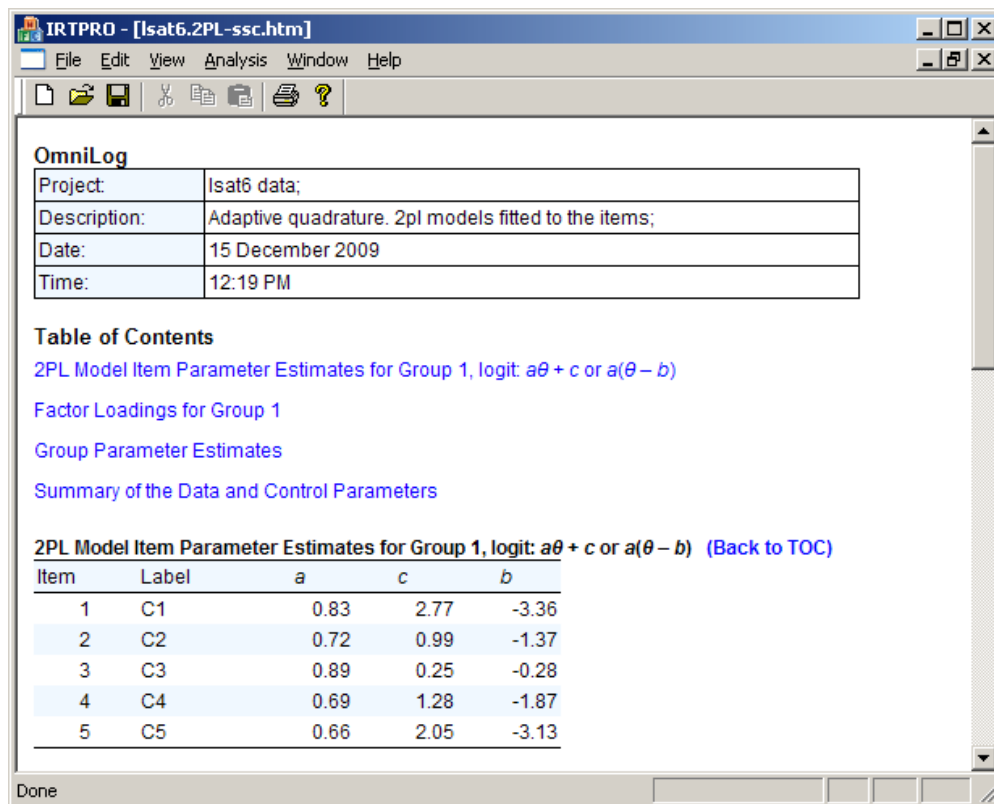 IRTPRO - [lsat6.2PL-ssc.htm]
File Edit View Analysis Window Help
OmniLog
Project: lsat6 data;
Description: Adaptive quadrature. 2pl models fitted to the items;
Date: 15 December 2009
Time: 12:19 PM
Table of Contents
2PL Model Item Parameter Estimates for Group 1, logit: aθ + c or a(θ – b)
Factor Loadings for Group 1
Group Parameter Estimates
Summary of the Data and Control Parameters
2PL Model Item Parameter Estimates for Group 1, logit: aθ + c or a(θ – b) (Back to TOC)
Item Label a c b
1 C1 0.83 2.77 -3.36
2 C2 0.72 0.99 -1.37
3 C3 0.89 0.25 -0.28
4 C4 0.69 1.28 -1.87
5 C5 0.66 2.05 -3.13
Done